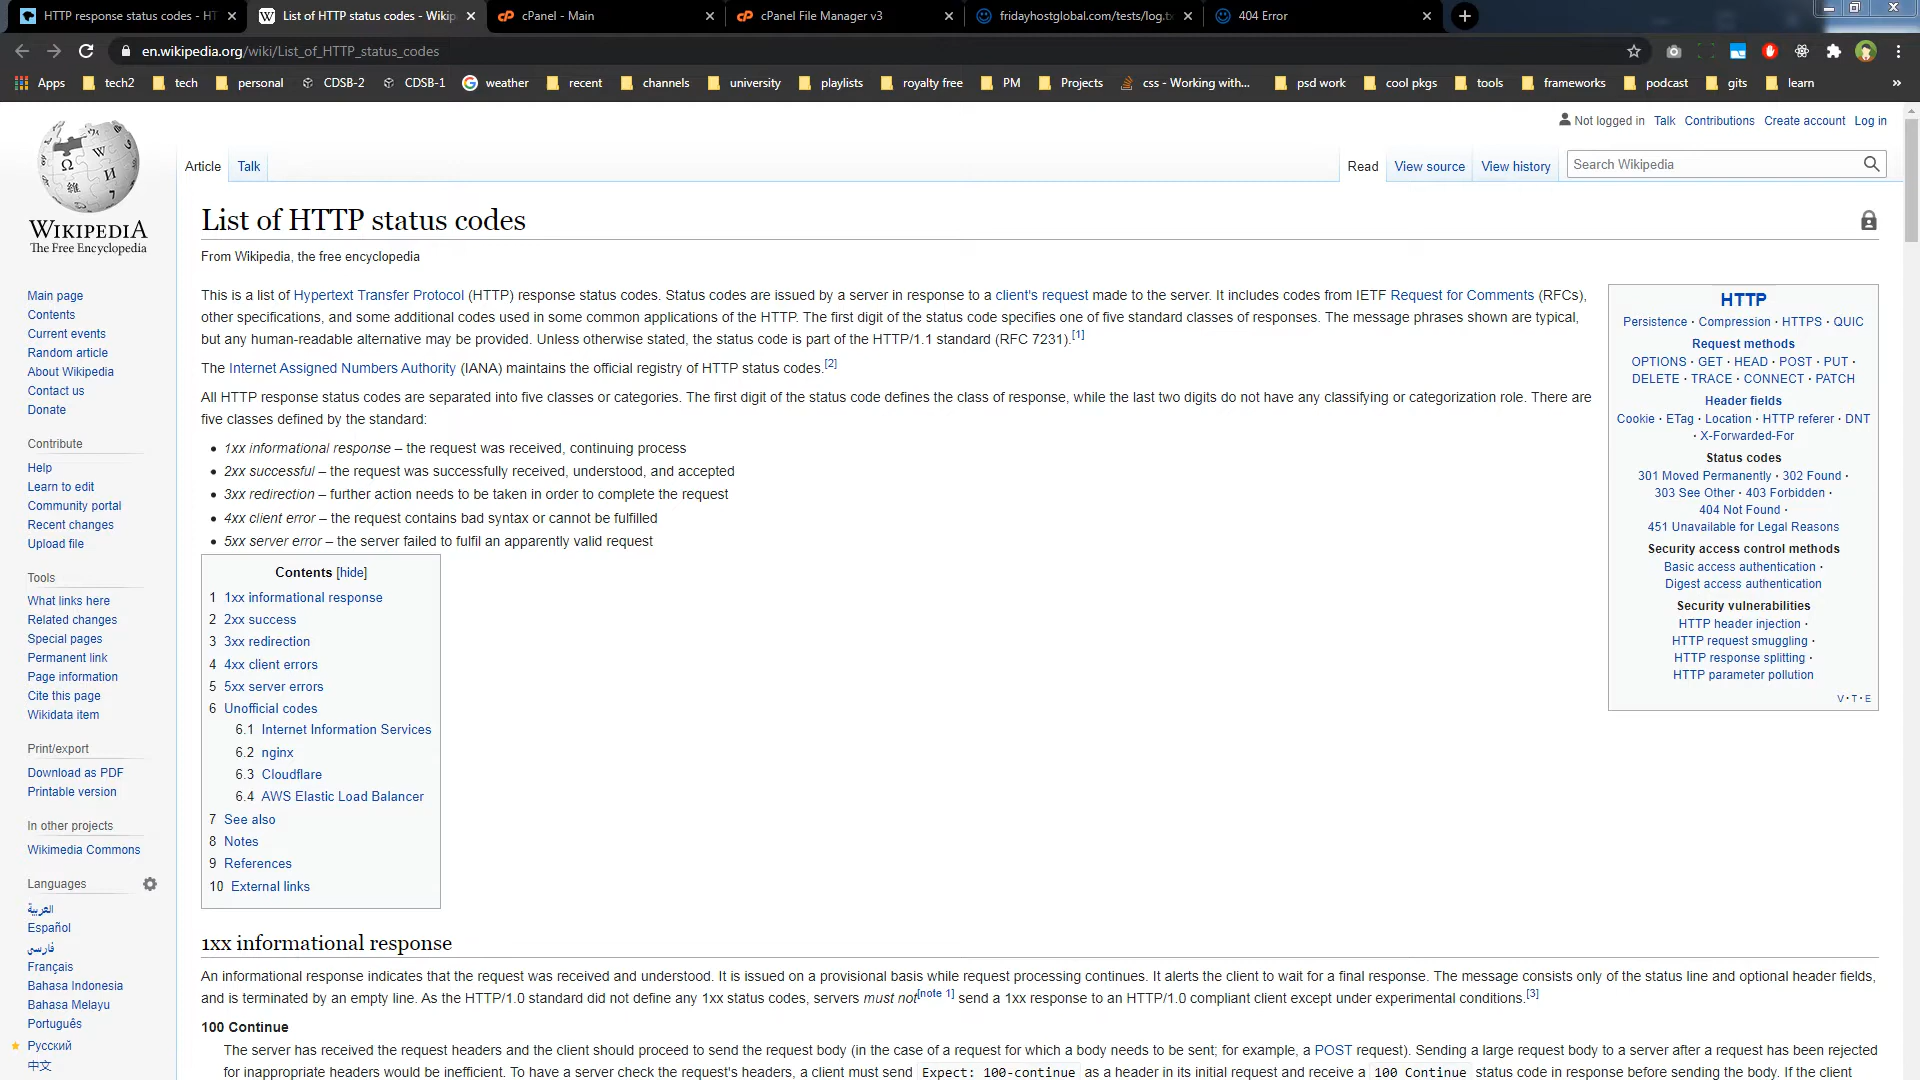 HTTP response status codes - HT
List of HTTP status codes - Wikip
cPanel - Main
cPanel File Manager v3
fridayhostglobal.com/tests/log.tx
404 Error
en.wikipedia.org/wiki/List_of_HTTP_status_codes
Apps
tech2
tech
personal
CDSB-2
CDSB-1
weather
recent
channels
university
playlists
royalty free
PM
Projects
css - Working with...
psd work
cool pkgs
tools
frameworks
podcast
gits
learn
»
Not logged in Talk Contributions Create account Log in
Article Talk
Read View source View history
Search Wikipedia
WIKIPEDIA
The Free Encyclopedia
Main page
Contents
Current events
Random article
About Wikipedia
Contact us
Donate
Contribute
Help
Learn to edit
Community portal
Recent changes
Upload file
Tools
What links here
Related changes
Special pages
Permanent link
Page information
Cite this page
Wikidata item
Print/export
Download as PDF
Printable version
In other projects
Wikimedia Commons
Languages
العربية
Español
فارسی
Français
Bahasa Indonesia
Bahasa Melayu
Português
Русский
中文
List of HTTP status codes
From Wikipedia, the free encyclopedia
This is a list of Hypertext Transfer Protocol (HTTP) response status codes. Status codes are issued by a server in response to a client's request made to the server. It includes codes from IETF Request for Comments (RFCs),
other specifications, and some additional codes used in some common applications of the HTTP. The first digit of the status code specifies one of five standard classes of responses. The message phrases shown are typical,
but any human-readable alternative may be provided. Unless otherwise stated, the status code is part of the HTTP/1.1 standard (RFC 7231).[1]
The Internet Assigned Numbers Authority (IANA) maintains the official registry of HTTP status codes.[2]
All HTTP response status codes are separated into five classes or categories. The first digit of the status code defines the class of response, while the last two digits do not have any classifying or categorization role. There are
five classes defined by the standard:
• 1xx informational response – the request was received, continuing process
• 2xx successful – the request was successfully received, understood, and accepted
• 3xx redirection – further action needs to be taken in order to complete the request
• 4xx client error – the request contains bad syntax or cannot be fulfilled
• 5xx server error – the server failed to fulfil an apparently valid request
Contents [hide]
1 1xx informational response
2 2xx success
3 3xx redirection
4 4xx client errors
5 5xx server errors
6 Unofficial codes
6.1 Internet Information Services
6.2 nginx
6.3 Cloudflare
6.4 AWS Elastic Load Balancer
7 See also
8 Notes
9 References
10 External links
HTTP
Persistence · Compression · HTTPS · QUIC
Request methods
OPTIONS · GET · HEAD · POST · PUT ·
DELETE · TRACE · CONNECT · PATCH
Header fields
Cookie · ETag · Location · HTTP referer · DNT
· X-Forwarded-For
Status codes
301 Moved Permanently · 302 Found ·
303 See Other · 403 Forbidden ·
404 Not Found ·
451 Unavailable for Legal Reasons
Security access control methods
Basic access authentication ·
Digest access authentication
Security vulnerabilities
HTTP header injection ·
HTTP request smuggling ·
HTTP response splitting ·
HTTP parameter pollution
V · T · E
1xx informational response
An informational response indicates that the request was received and understood. It is issued on a provisional basis while request processing continues. It alerts the client to wait for a final response. The message consists only of the status line and optional header fields,
and is terminated by an empty line. As the HTTP/1.0 standard did not define any 1xx status codes, servers must not[note 1] send a 1xx response to an HTTP/1.0 compliant client except under experimental conditions.[3]
100 Continue
The server has received the request headers and the client should proceed to send the request body (in the case of a request for which a body needs to be sent; for example, a POST request). Sending a large request body to a server after a request has been rejected
for inappropriate headers would be inefficient. To have a server check the request's headers, a client must send Expect: 100-continue as a header in its initial request and receive a 100 Continue status code in response before sending the body. If the client